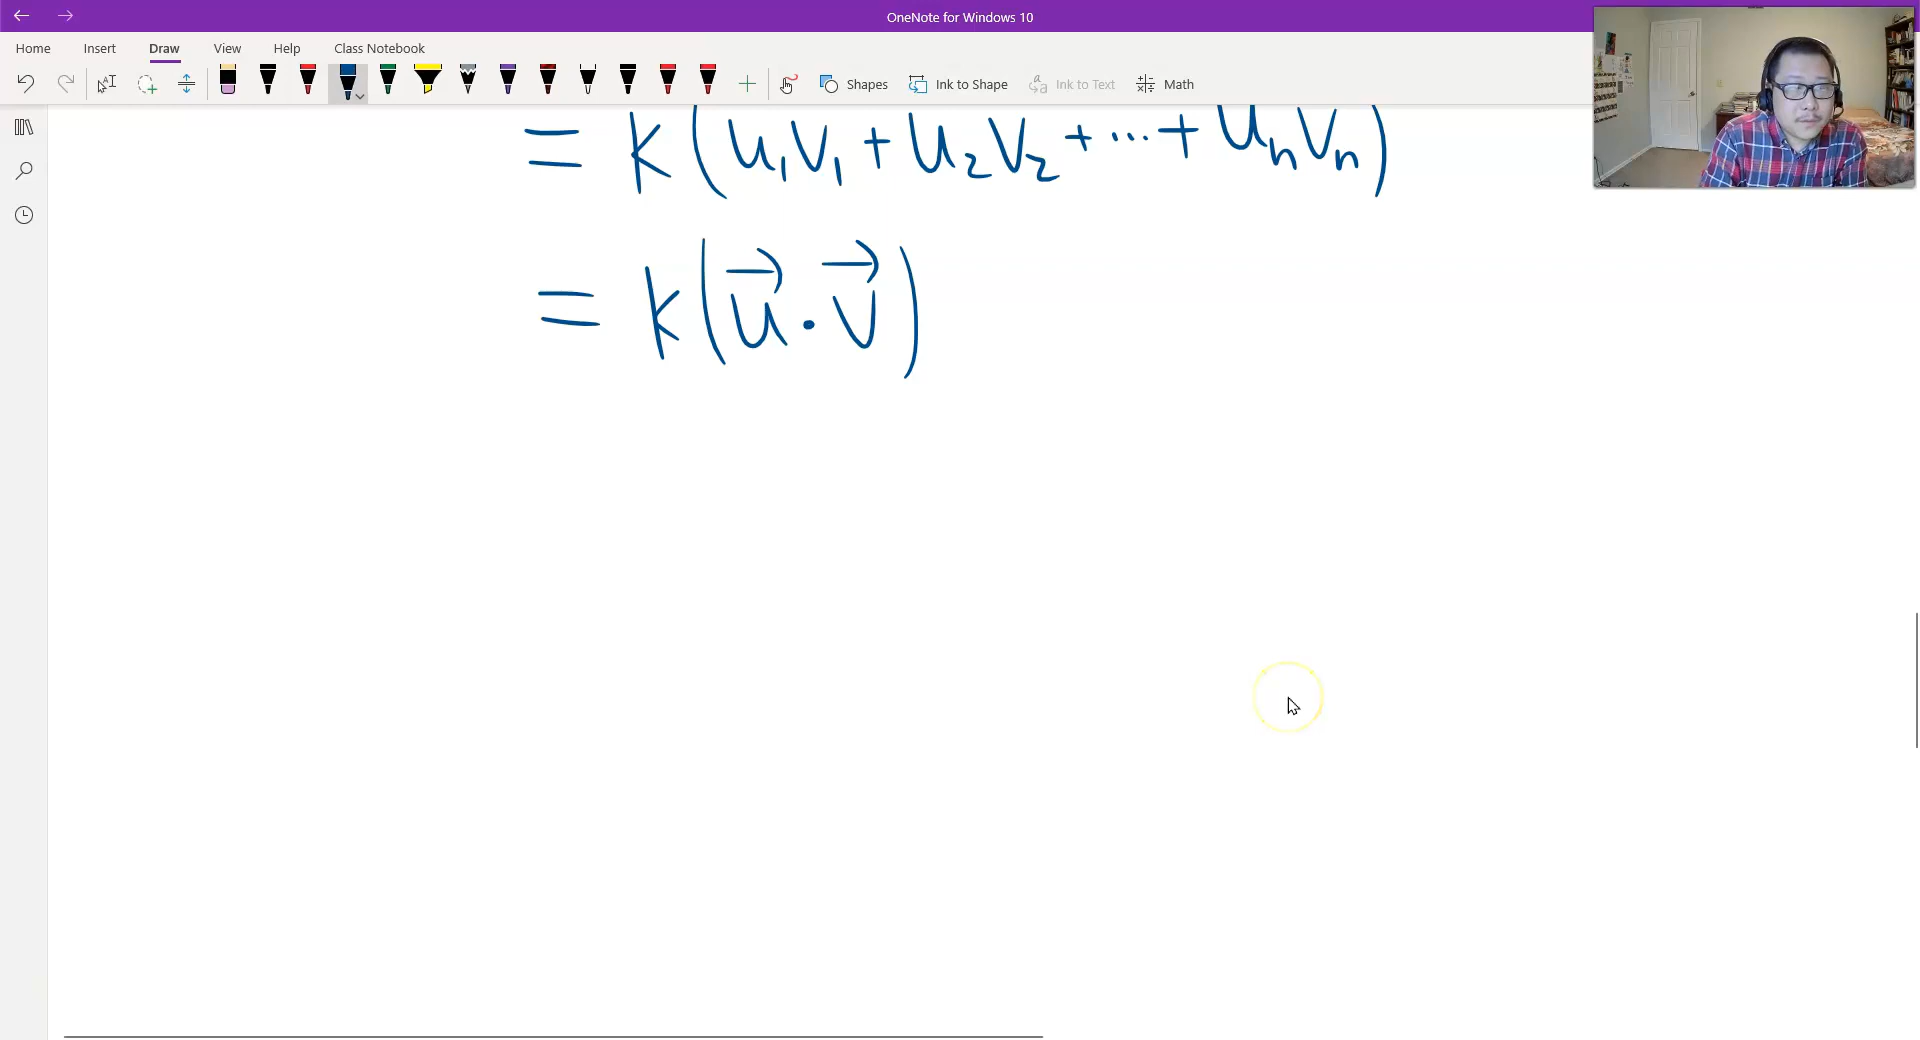 OneNote for Windows 10
Home Insert Draw View Help Class Notebook
Shapes Ink to Shape Ink to Text Math
= k(u₁v₁ + u₂v₂ + ... + uₙvₙ)
= k(u⃗ · v⃗)